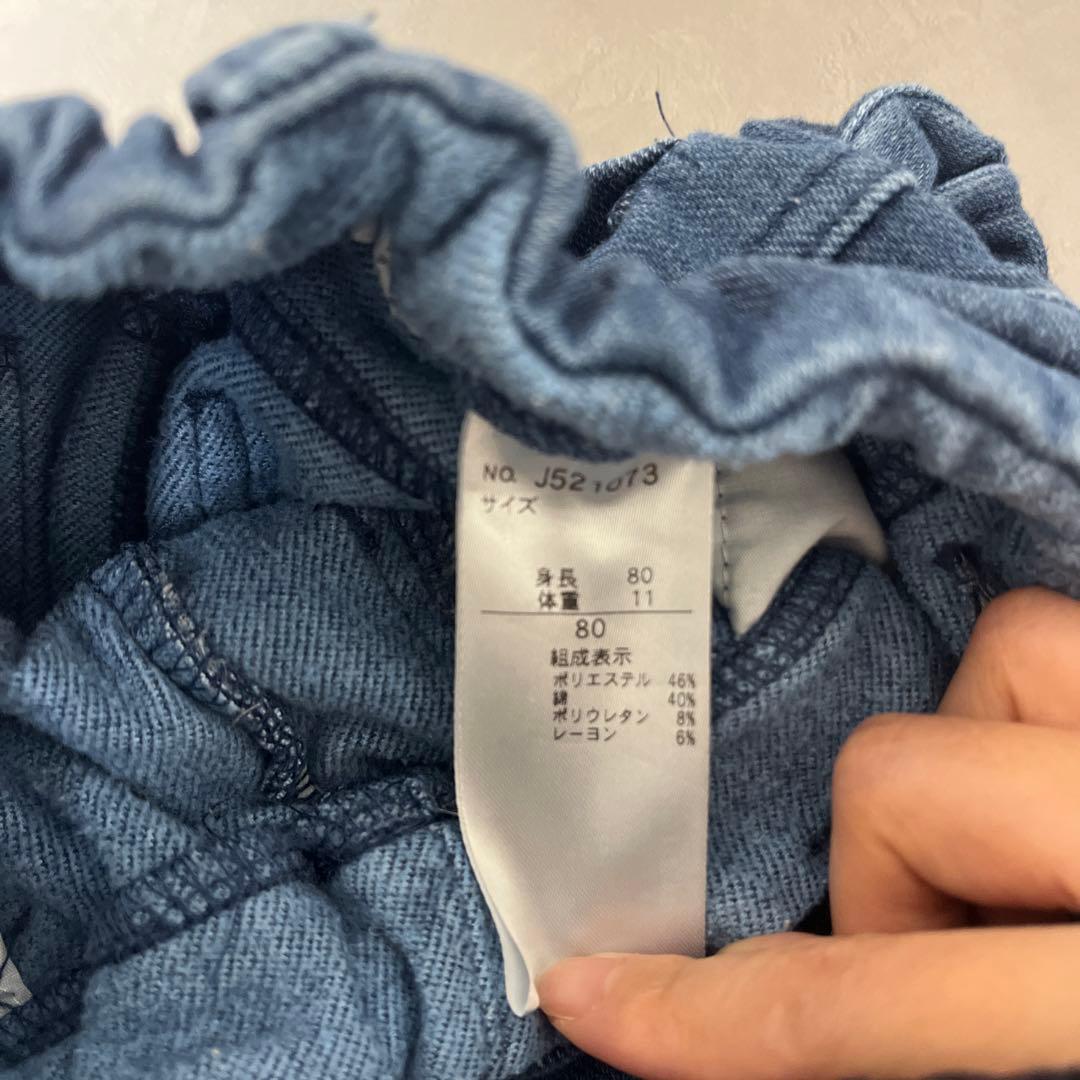 NO. J521073
サイズ
身長 80
体重 11
80
組成表示
ポリエステル 46%
綿 40%
ポリウレタン 8%
レーヨン 6%